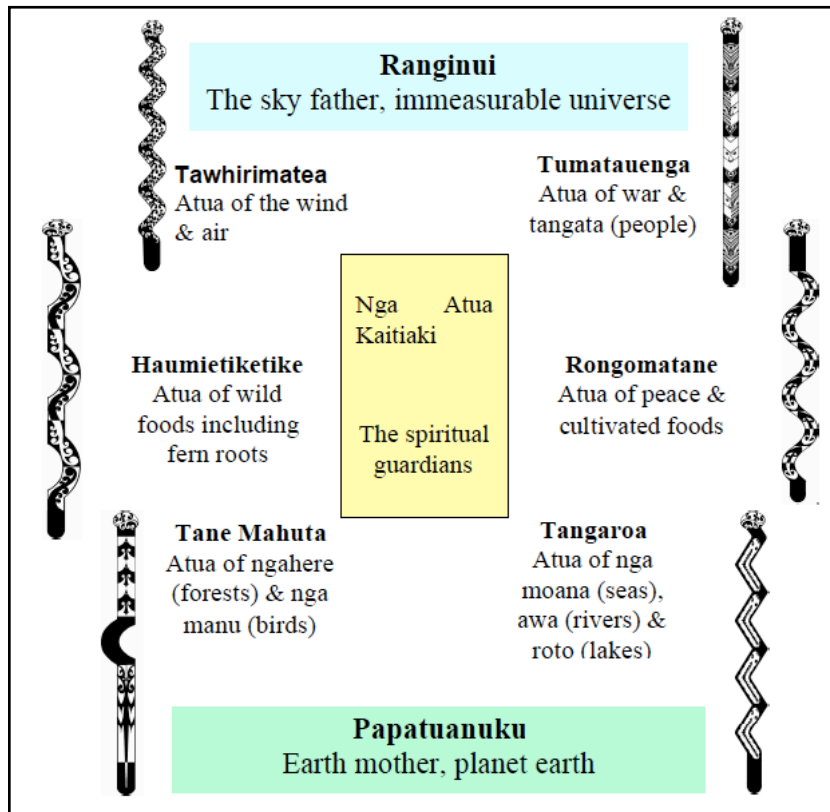 Ranginui
The sky father, immeasurable universe
Tawhirimatea
Atua of the wind
& air
Tumatauenga
Atua of war &
tangata (people)
Nga Atua
Kaitiaki
The spiritual
guardians
Haumietiketike
Atua of wild
foods including
fern roots
Rongomatane
Atua of peace &
cultivated foods
Tane Mahuta
Atua of ngahere
(forests) & nga
manu (birds)
Tangaroa
Atua of nga
moana (seas),
awa (rivers) &
roto (lakes)
Papatuanuku
Earth mother, planet earth